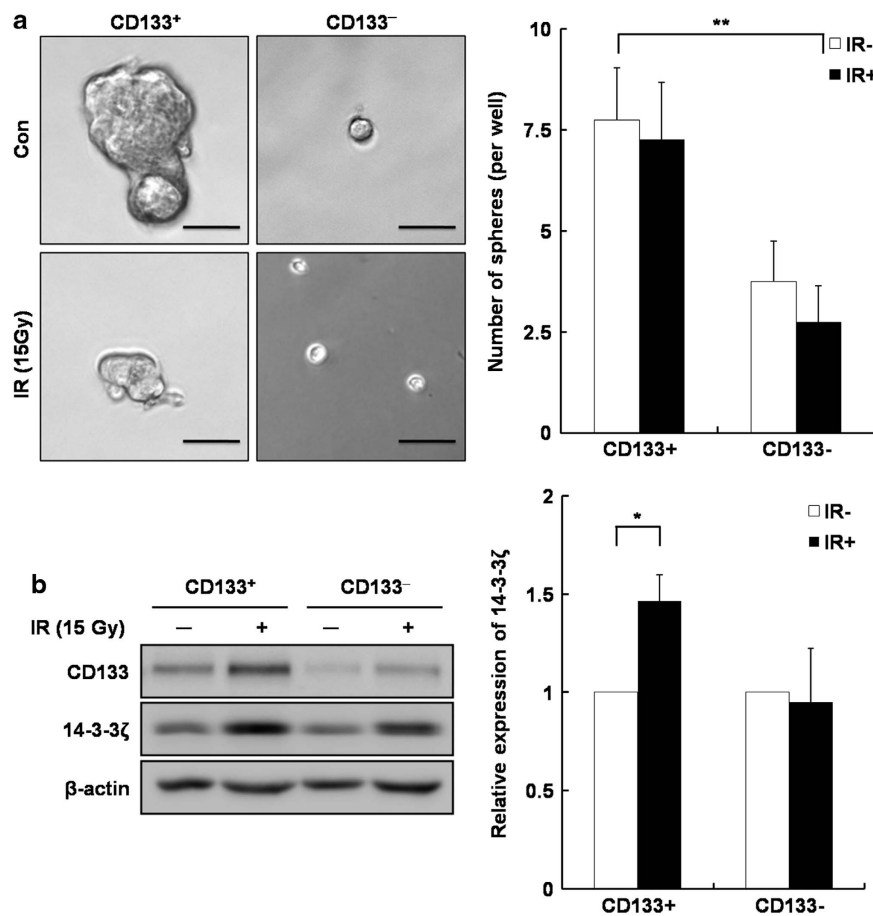 a
CD133⁺
CD133⁻
Con
IR (15Gy)
Number of spheres (per well)
10
7.5
5
2.5
0
**
IR-
IR+
CD133+
CD133-
b
CD133⁺
CD133⁻
IR (15 Gy)
—
+
—
+
CD133
14-3-3ζ
β-actin
Relative expression of 14-3-3ζ
2
1.5
1
0.5
0
*
IR-
IR+
CD133+
CD133-